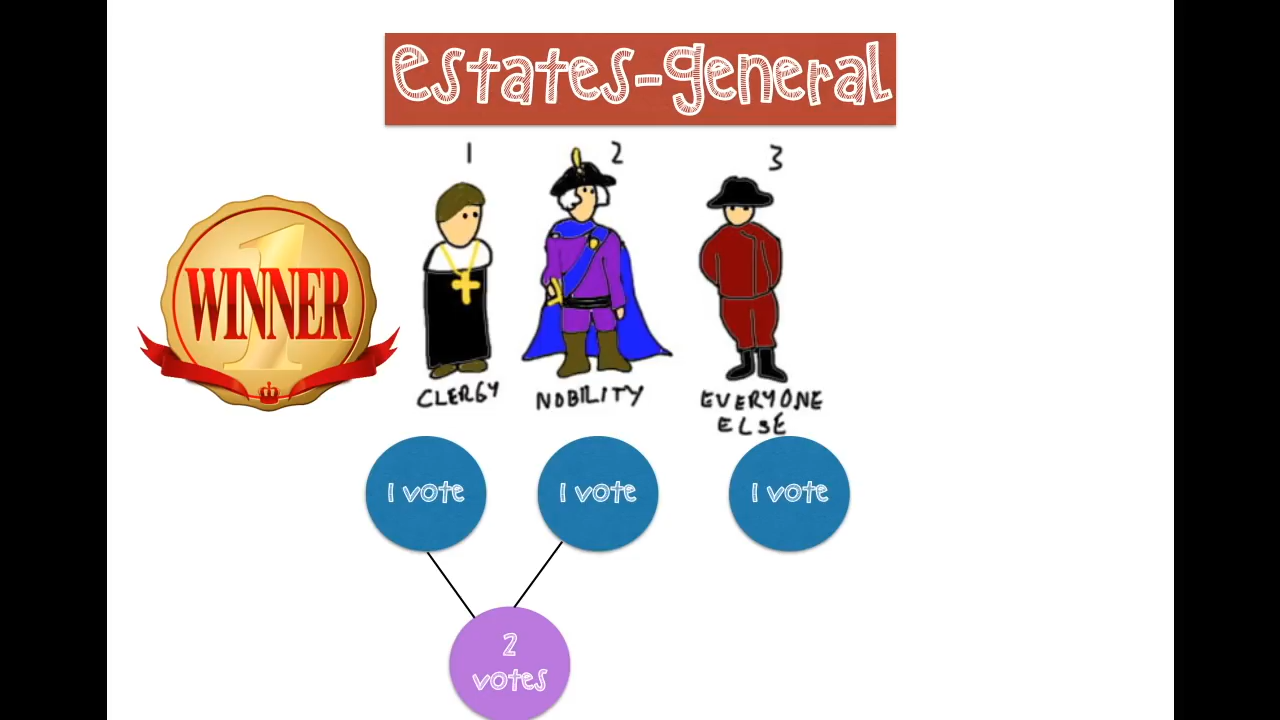 estates-general
1
2
3
1
WINNER
CLERGY
NOBILITY
EVERYONE
ELSE
1 vote
1 vote
1 vote
2
votes